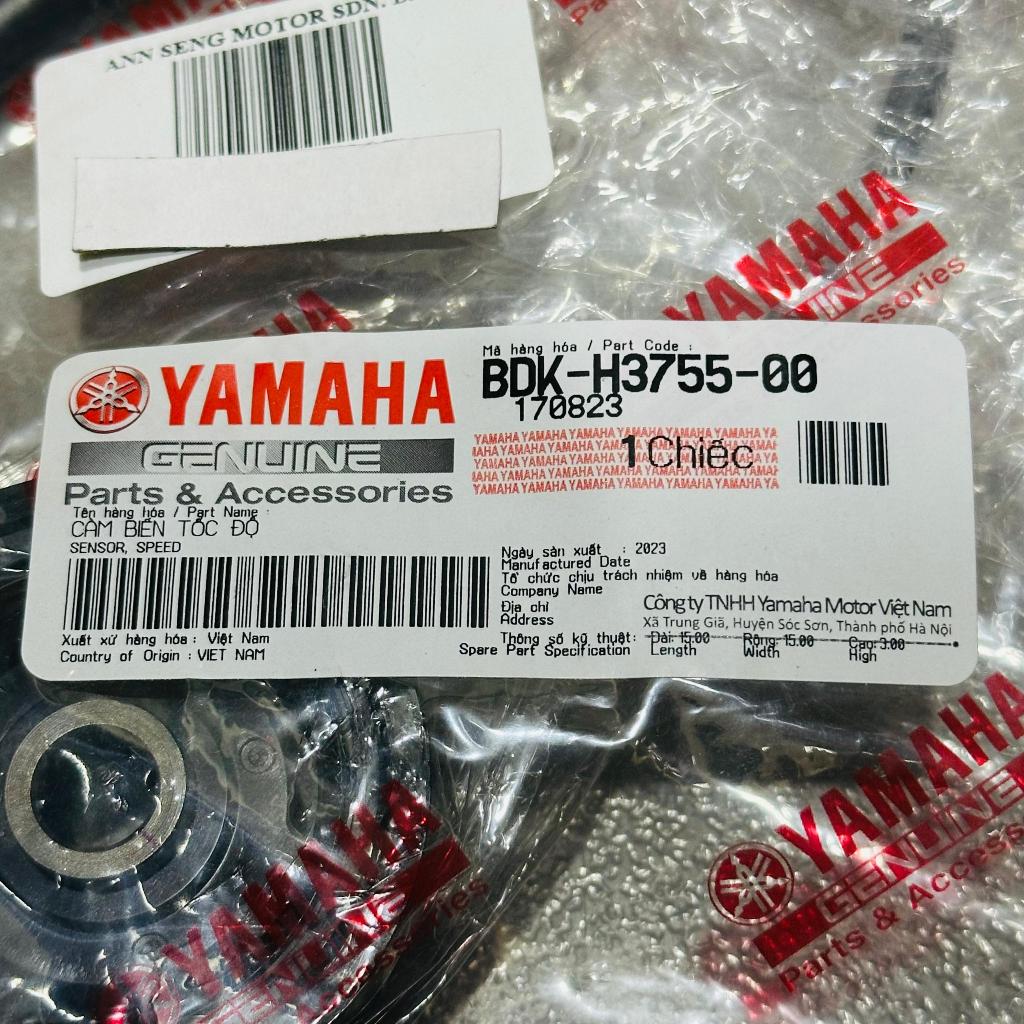 ANN SENG MOTOR SDN.
YAMAHA
GENUINE
Parts & Accessories
Mã hàng hóa / Part Code :
BDK-H3755-00
170823
YAMAHA YAMAHA YAMAHA YAMAHA YAMAHA YAMAHA
1 Chiếc
Tên hàng hóa / Part Name :
CẢM BIẾN TỐC ĐỘ
SENSOR, SPEED
Xuất xứ hàng hóa : Việt Nam
Country of Origin : VIET NAM
Ngày sản xuất : 2023
Manufactured Date
Tổ chức chịu trách nhiệm về hàng hóa
Company Name
Công ty TNHH Yamaha Motor Việt Nam
Địa chỉ
Address
Xã Trung Giã, Huyện Sóc Sơn, Thành phố Hà Nội
Thông số kỹ thuật: Dài: 15.00 Rộng: 15.00 Cao: 3.00
Spare Part Specification Length Width High
YAMAHA
GENUINE
Parts & Accessories
YAMAHA
YAMAHA
GENUINE
Parts & Access